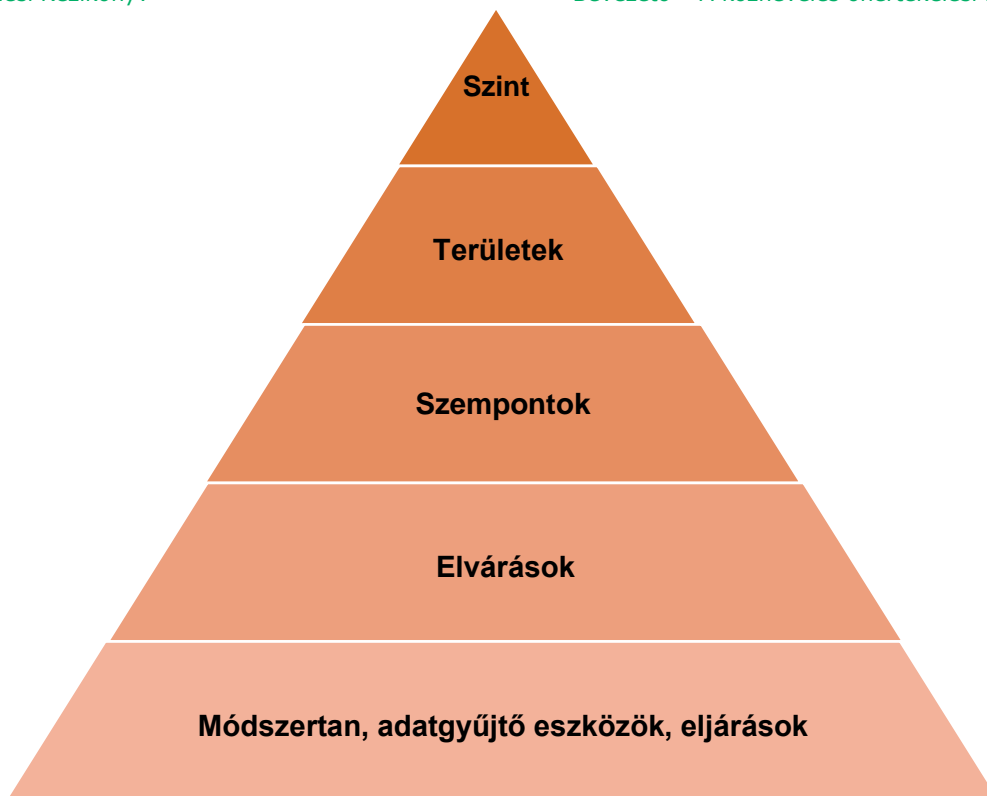 Szint
Területek
Szempontok
Elvárások
Módszertan, adatgyűjtő eszközök, eljárások